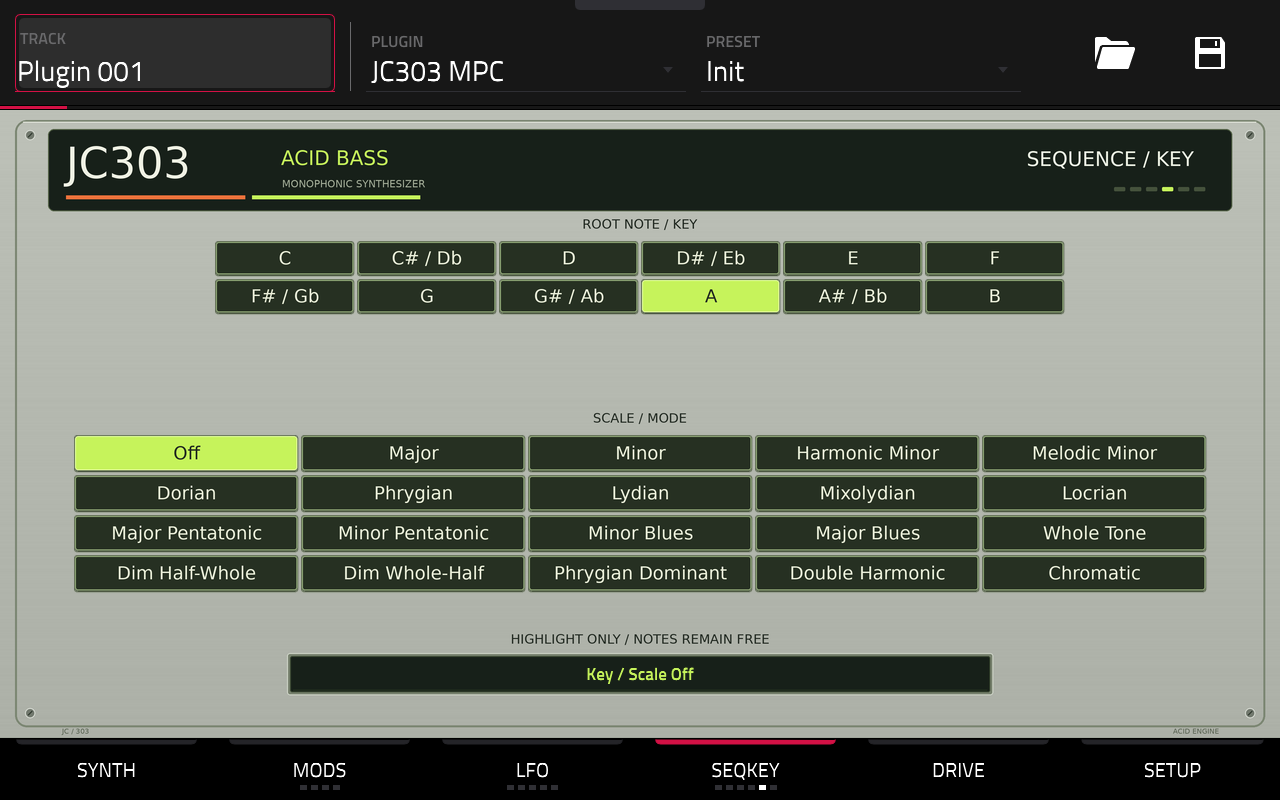 TRACK
Plugin 001
PLUGIN
JC303 MPC
PRESET
Init
JC303
ACID BASS
MONOPHONIC SYNTHESIZER
SEQUENCE / KEY
ROOT NOTE / KEY
C C# / Db D D# / Eb E F
F# / Gb G G# / Ab A A# / Bb B
SCALE / MODE
Off Major Minor Harmonic Minor Melodic Minor
Dorian Phrygian Lydian Mixolydian Locrian
Major Pentatonic Minor Pentatonic Minor Blues Major Blues Whole Tone
Dim Half-Whole Dim Whole-Half Phrygian Dominant Double Harmonic Chromatic
HIGHLIGHT ONLY / NOTES REMAIN FREE
Key / Scale Off
JC / 303 ACID ENGINE
SYNTH MODS LFO SEQKEY DRIVE SETUP